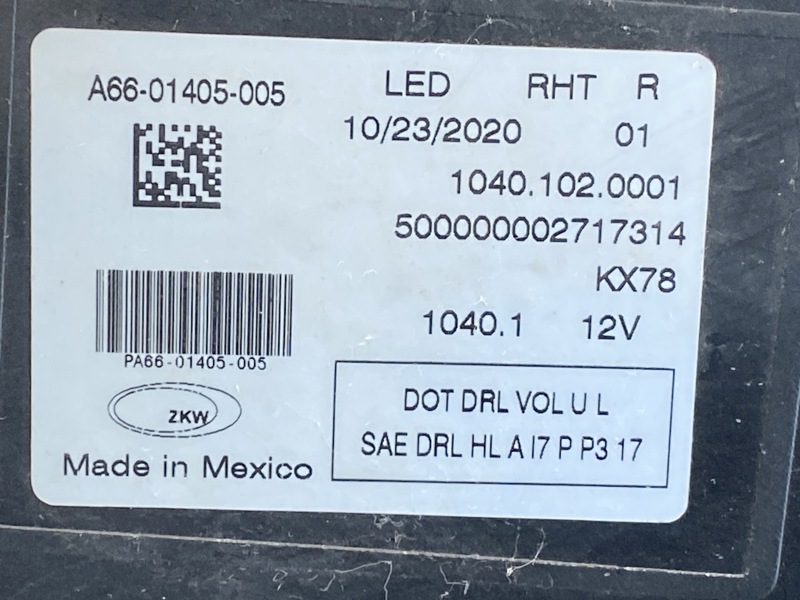 A66-01405-005
LED RHT R
10/23/2020 01
1040.102.0001
500000002717314
KX78
1040.1 12V
PA66-01405-005
ZKW
Made in Mexico
DOT DRL VOL U L
SAE DRL HL A I7 P P3 17